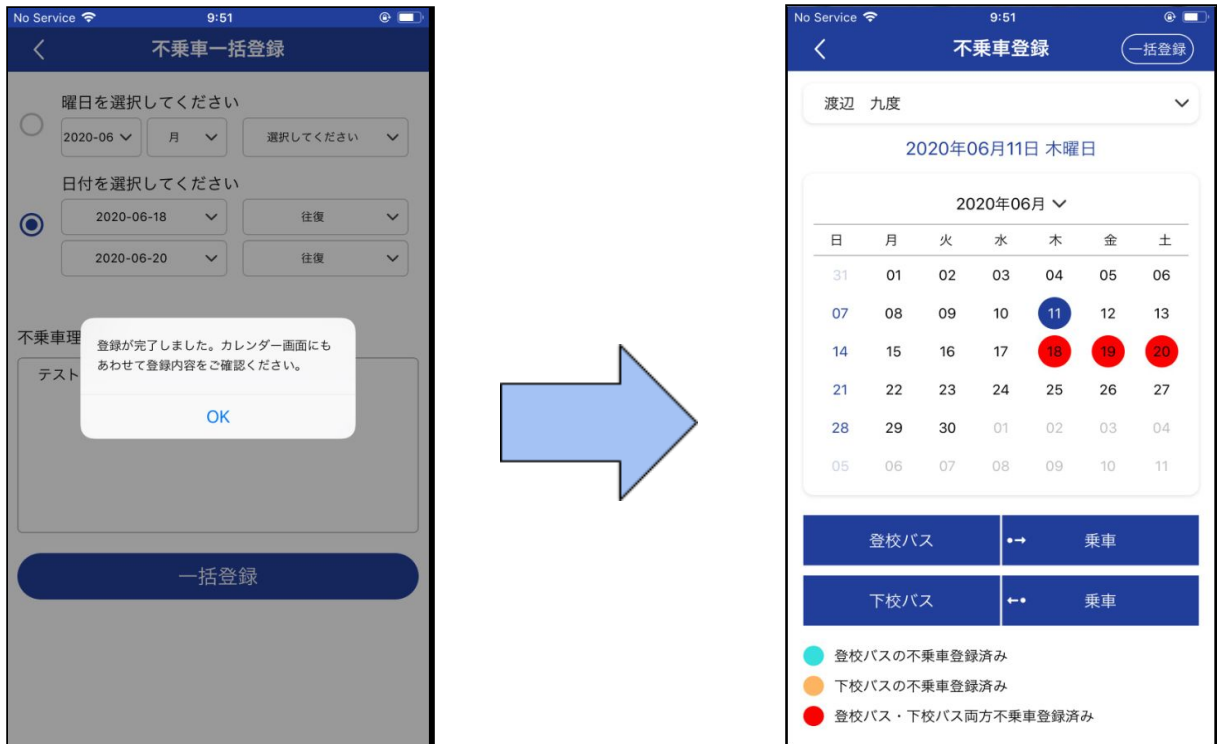 No Service 9:51
不乗車一括登録
曜日を選択してください
2020-06 月 選択してください
日付を選択してください
2020-06-18 往復
2020-06-20 往復
不乗車理
テスト
登録が完了しました。カレンダー画面にも
あわせて登録内容をご確認ください。
OK
一括登録
No Service 9:51
不乗車登録 一括登録
渡辺 九度
2020年06月11日 木曜日
2020年06月
日 月 火 水 木 金 土
31 01 02 03 04 05 06
07 08 09 10 11 12 13
14 15 16 17 18 19 20
21 22 23 24 25 26 27
28 29 30 01 02 03 04
05 06 07 08 09 10 11
登校バス 乗車
下校バス 乗車
登校バスの不乗車登録済み
下校バスの不乗車登録済み
登校バス・下校バス両方不乗車登録済み